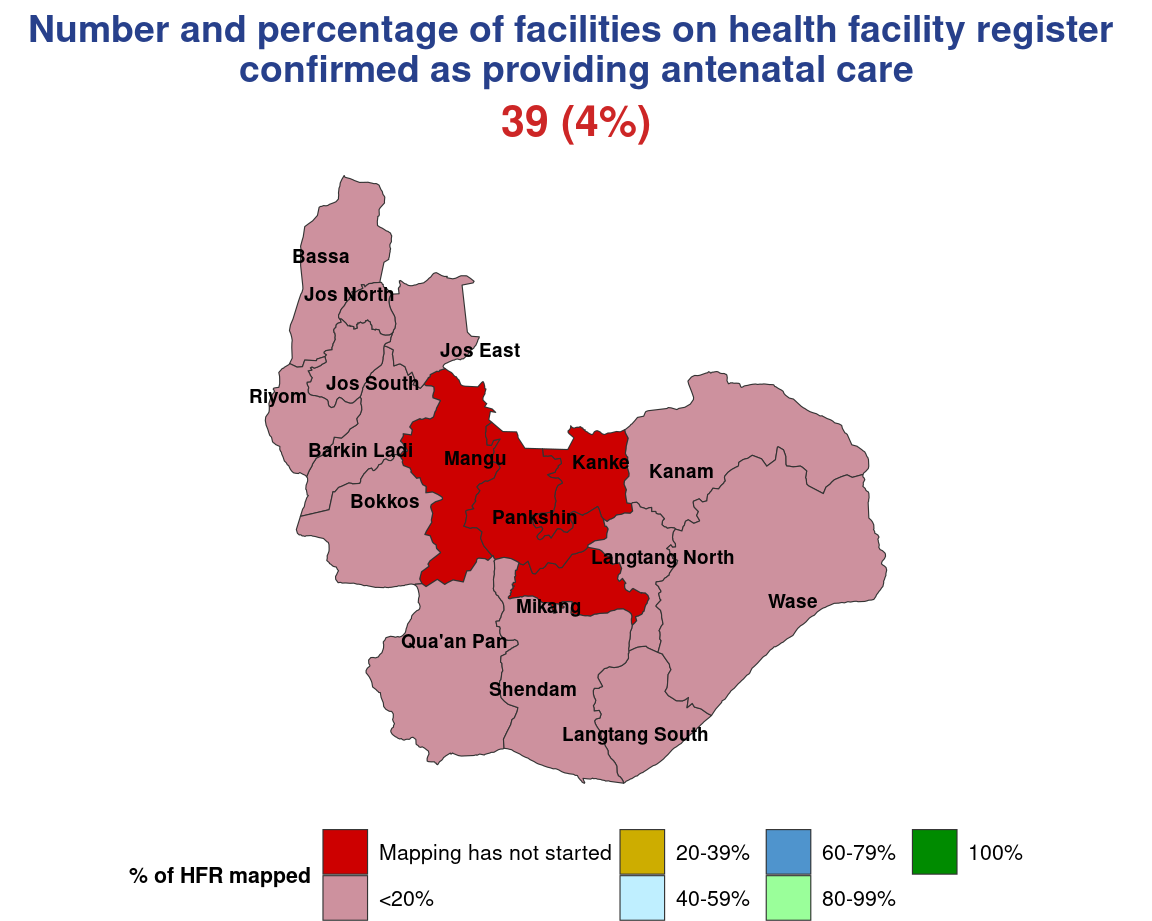 Number and percentage of facilities on health facility register
confirmed as providing antenatal care
39 (4%)
Bassa
Jos North
Jos East
Jos South
Riyom
Barkin Ladi
Mangu
Kanke
Kanam
Bokkos
Pankshin
Langtang North
Mikang
Wase
Qua'an Pan
Shendam
Langtang South
% of HFR mapped
Mapping has not started
<20%
20-39%
40-59%
60-79%
80-99%
100%